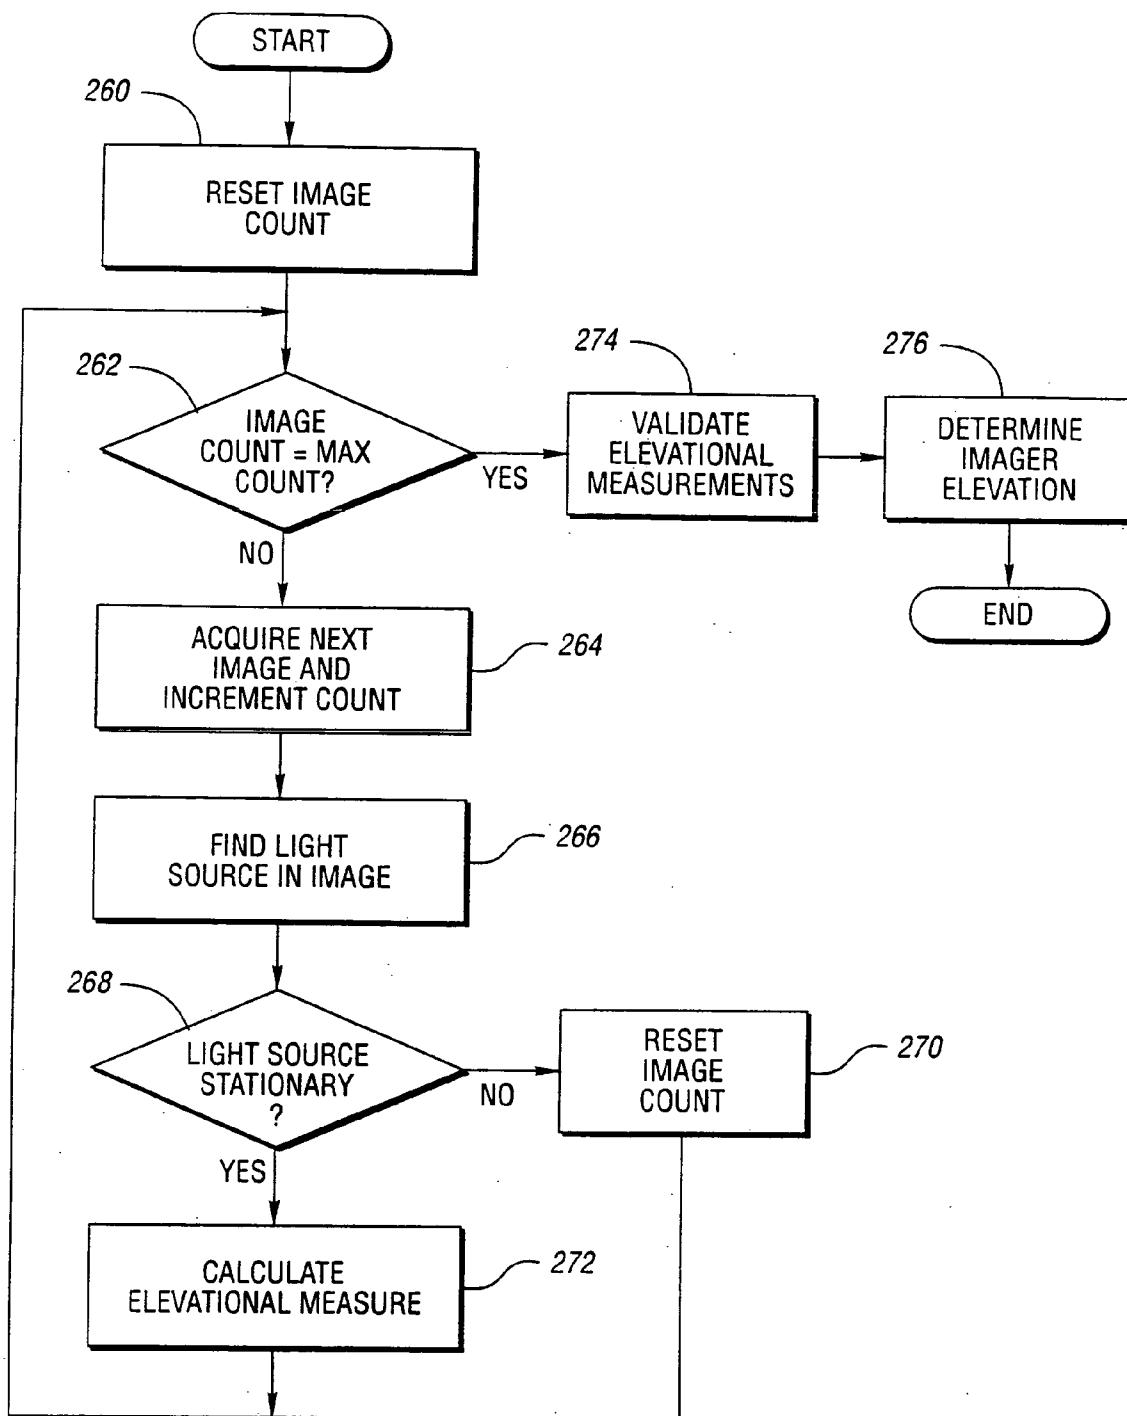 START
260
RESET IMAGE
COUNT
262
IMAGE
COUNT = MAX
COUNT?
YES
NO
274
VALIDATE
ELEVATIONAL
MEASUREMENTS
276
DETERMINE
IMAGER
ELEVATION
END
ACQUIRE NEXT
IMAGE AND
INCREMENT COUNT
264
FIND LIGHT
SOURCE IN IMAGE
266
268
LIGHT SOURCE
STATIONARY
?
NO
YES
RESET
IMAGE
COUNT
270
CALCULATE
ELEVATIONAL MEASURE
272